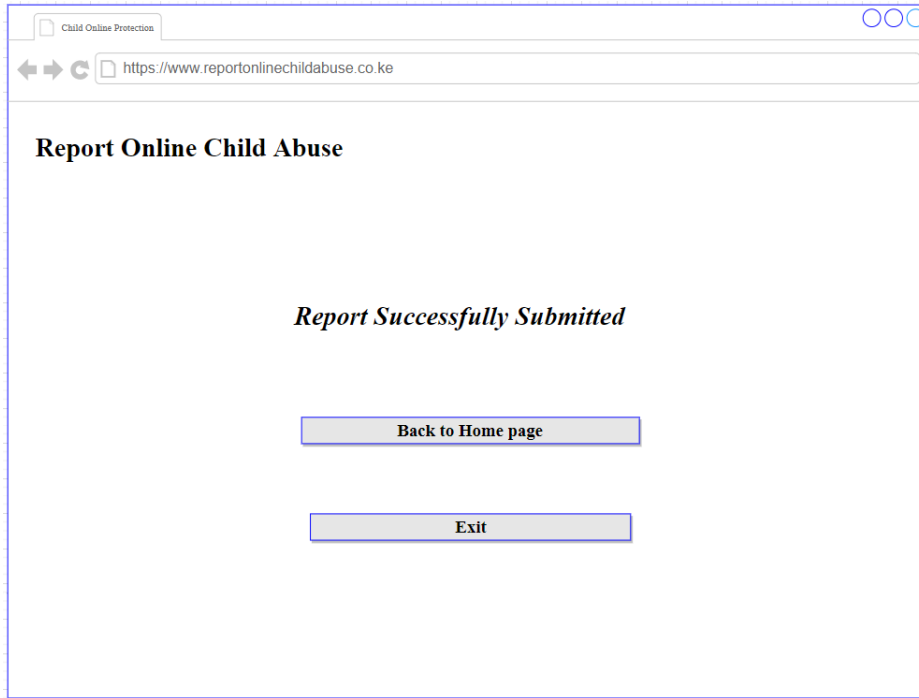 Child Online Protection
https://www.reportonlinechildabuse.co.ke
Report Online Child Abuse
Report Successfully Submitted
Back to Home page
Exit